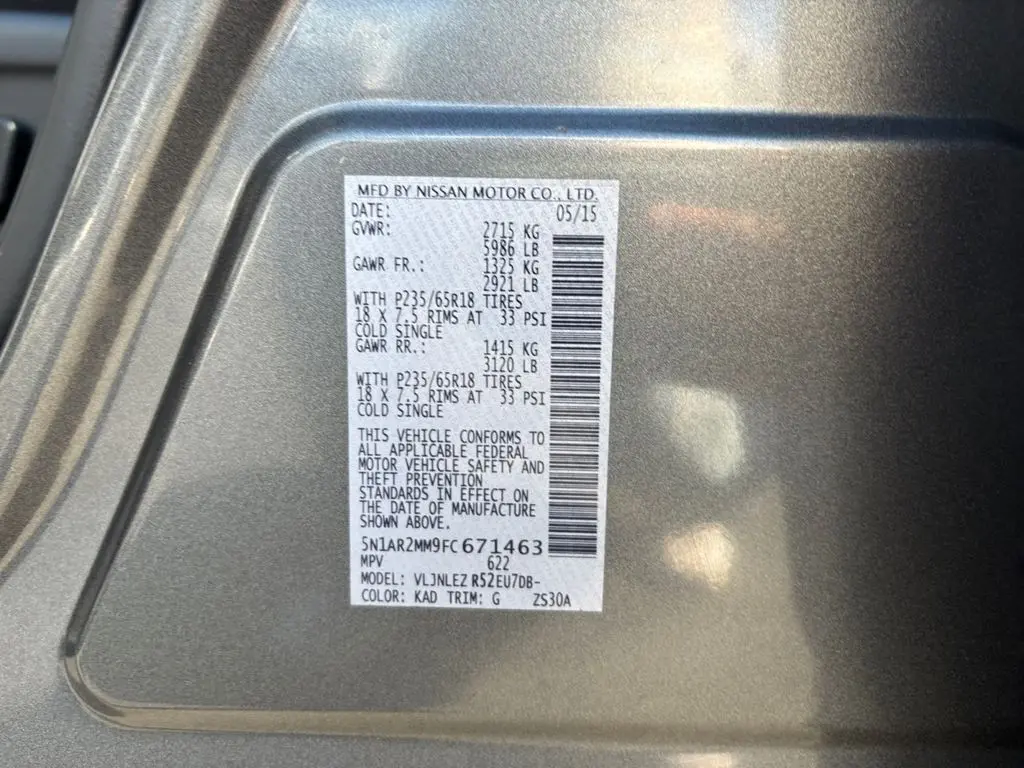 MFD BY NISSAN MOTOR CO., LTD.
DATE: 05/15
GVWR: 2715 KG
5986 LB
GAWR FR.: 1325 KG
2921 LB
WITH P235/65R18 TIRES
18 X 7.5 RIMS AT 33 PSI
COLD SINGLE
GAWR RR.: 1415 KG
3120 LB
WITH P235/65R18 TIRES
18 X 7.5 RIMS AT 33 PSI
COLD SINGLE
THIS VEHICLE CONFORMS TO
ALL APPLICABLE FEDERAL
MOTOR VEHICLE SAFETY AND
THEFT PREVENTION
STANDARDS IN EFFECT ON
THE DATE OF MANUFACTURE
SHOWN ABOVE.
5N1AR2MM9FC671463
MPV 622
MODEL: VLJNLEZ R52EU7DB-
COLOR: KAD TRIM: G ZS30A